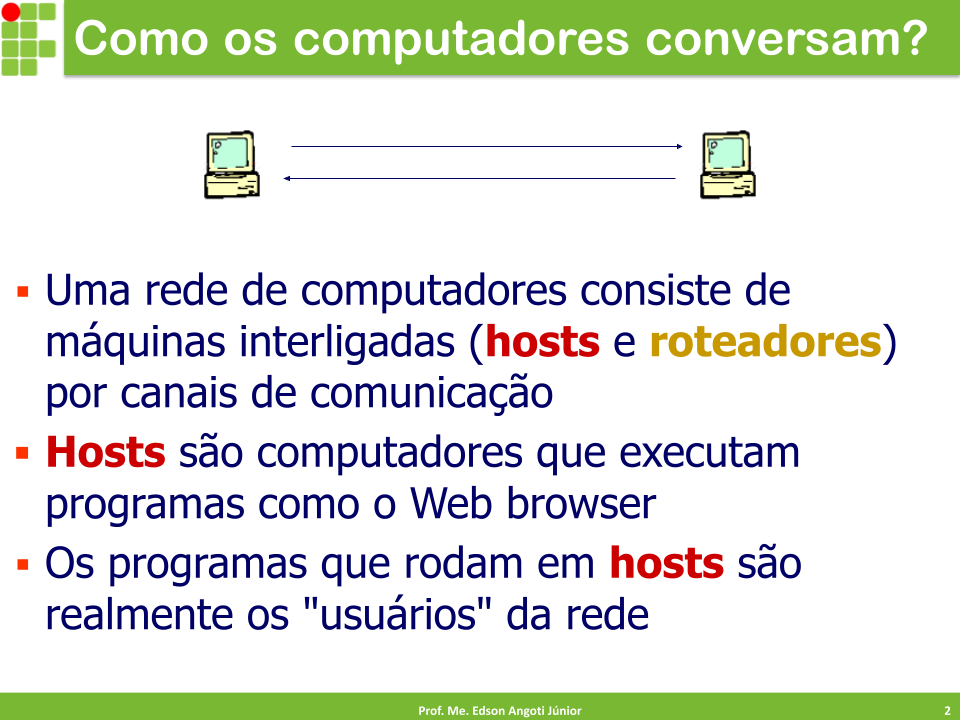 Como os computadores conversam?
▪ Uma rede de computadores consiste de
máquinas interligadas (hosts e roteadores)
por canais de comunicação
▪ Hosts são computadores que executam
programas como o Web browser
▪ Os programas que rodam em hosts são
realmente os "usuários" da rede
Prof. Me. Edson Angoti Júnior
2